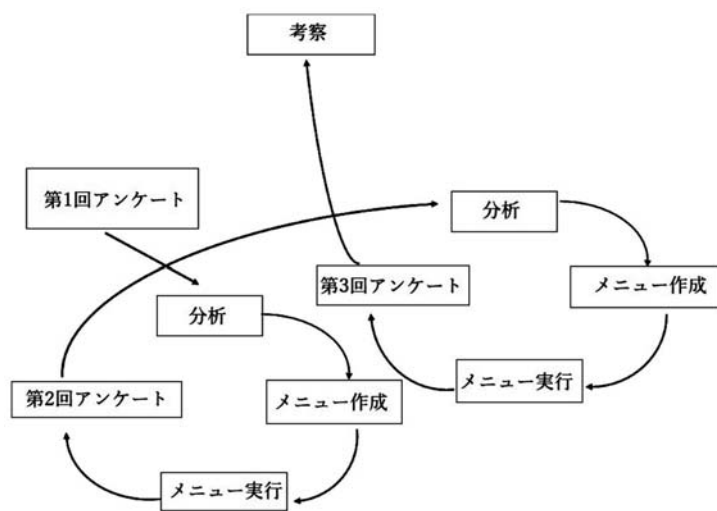 考察
第1回アンケート
分析
第3回アンケート
メニュー作成
分析
第2回アンケート
メニュー作成
メニュー実行
メニュー実行